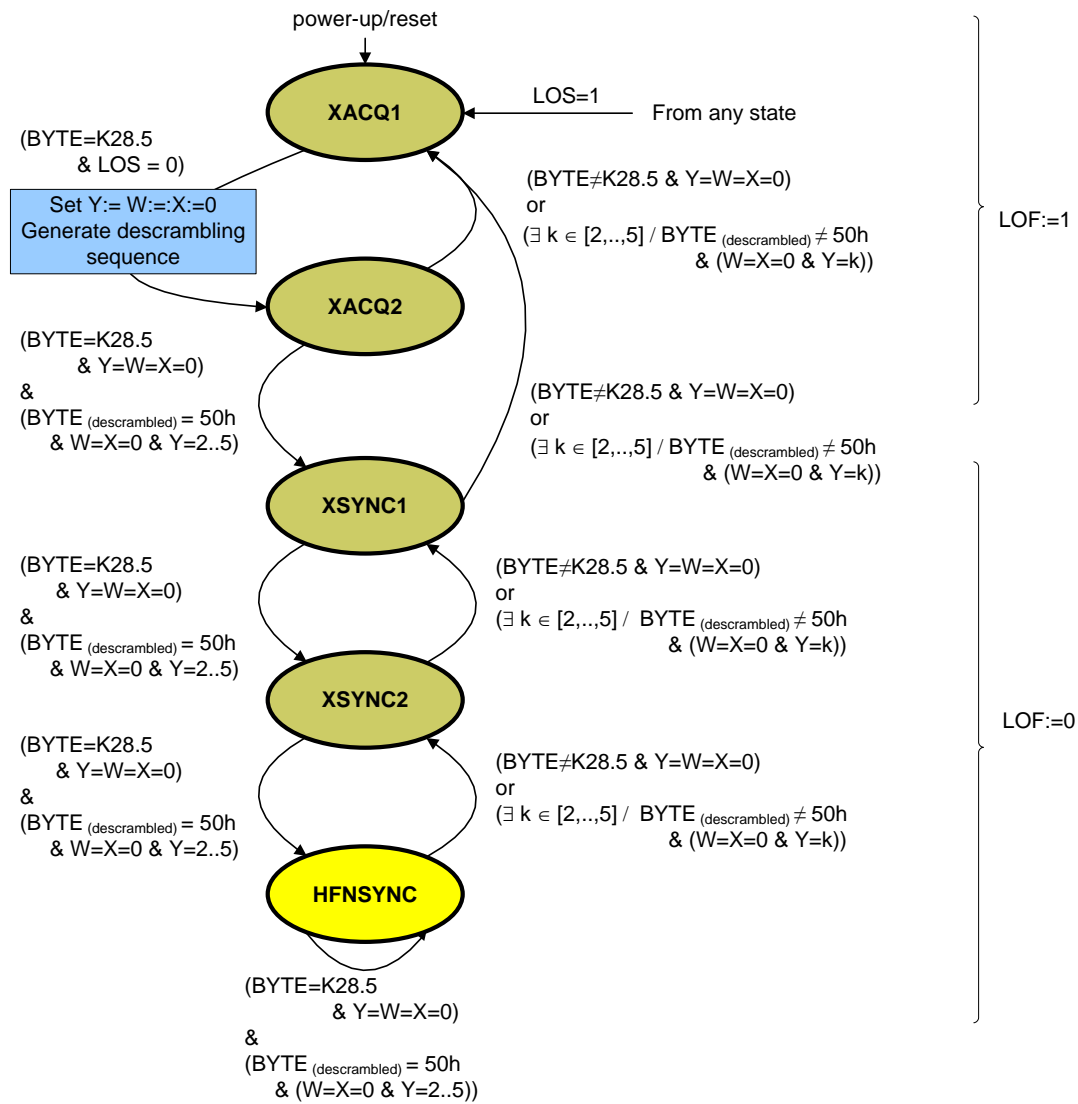 power-up/reset
XACQ1
LOS=1
From any state
(BYTE=K28.5
& LOS = 0)
Set Y:= W:=:X:=0
Generate descrambling
sequence
(BYTE≠K28.5 & Y=W=X=0)
or
(∃ k ∈ [2,..,5] / BYTE (descrambled) ≠ 50h
& (W=X=0 & Y=k))
LOF:=1
XACQ2
(BYTE=K28.5
& Y=W=X=0)
&
(BYTE (descrambled) = 50h
& W=X=0 & Y=2..5)
(BYTE≠K28.5 & Y=W=X=0)
or
(∃ k ∈ [2,..,5] / BYTE (descrambled) ≠ 50h
& (W=X=0 & Y=k))
XSYNC1
(BYTE=K28.5
& Y=W=X=0)
&
(BYTE (descrambled) = 50h
& W=X=0 & Y=2..5)
(BYTE≠K28.5 & Y=W=X=0)
or
(∃ k ∈ [2,..,5] / BYTE (descrambled) ≠ 50h
& (W=X=0 & Y=k))
XSYNC2
LOF:=0
(BYTE=K28.5
& Y=W=X=0)
&
(BYTE (descrambled) = 50h
& W=X=0 & Y=2..5)
(BYTE≠K28.5 & Y=W=X=0)
or
(∃ k ∈ [2,..,5] / BYTE (descrambled) ≠ 50h
& (W=X=0 & Y=k))
HFNSYNC
(BYTE=K28.5
& Y=W=X=0)
&
(BYTE (descrambled) = 50h
& (W=X=0 & Y=2..5))